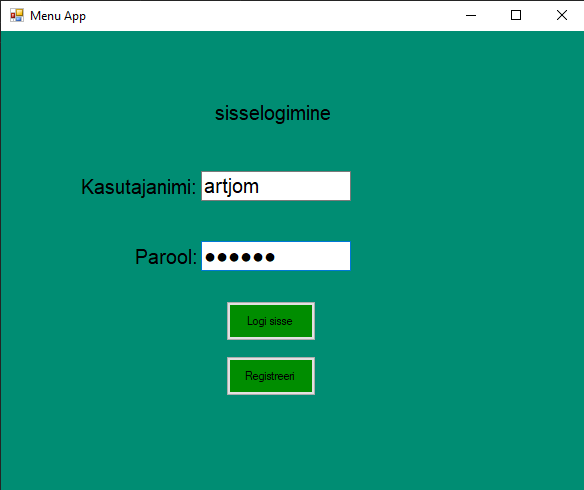 Menu App
sisselogimine
Kasutajanimi: artjom
Parool: ●●●●●●
Logi sisse
Registreeri